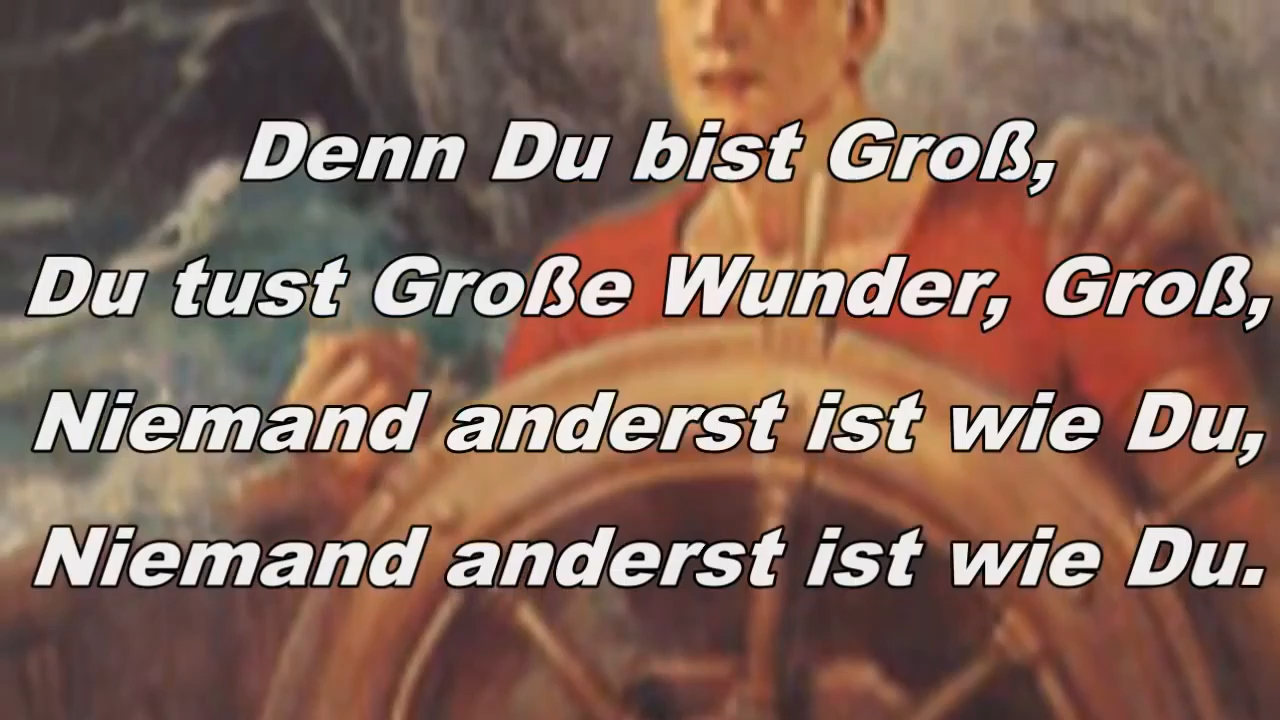 Denn Du bist Groß,
Du tust Große Wunder, Groß,
Niemand anderst ist wie Du,
Niemand anderst ist wie Du.